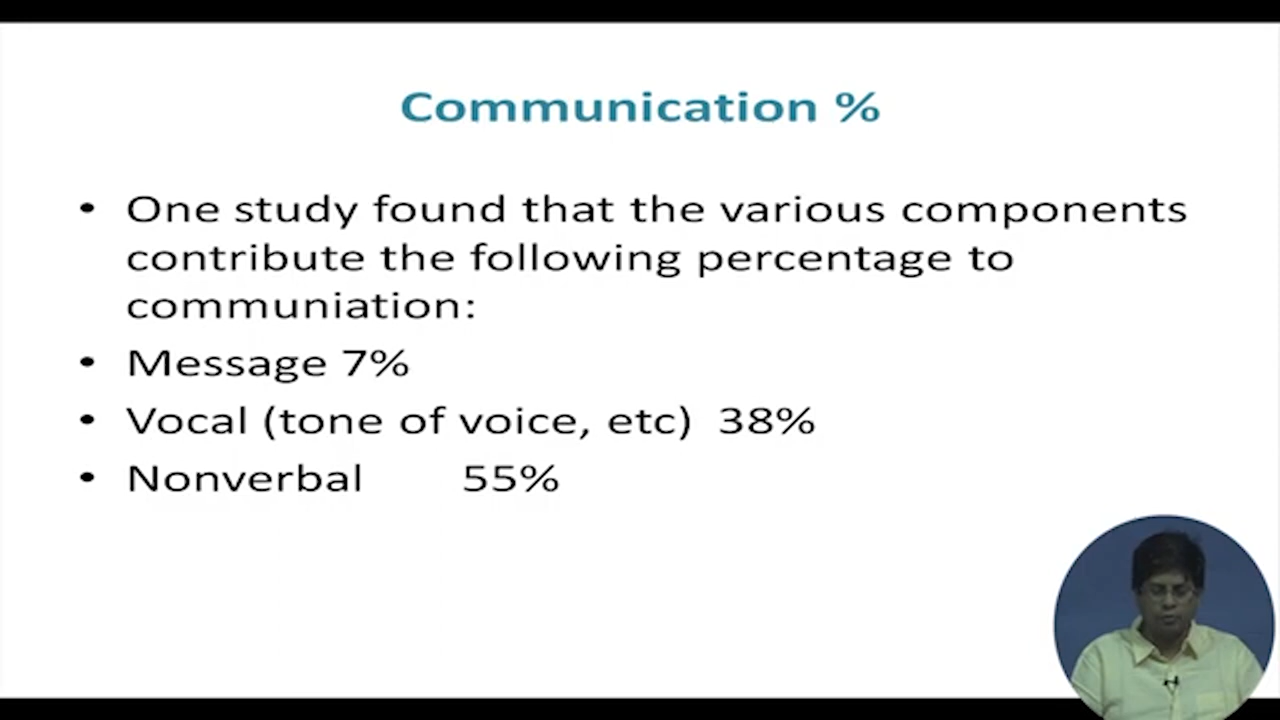 Communication %
• One study found that the various components
contribute the following percentage to
communiation:
• Message 7%
• Vocal (tone of voice, etc) 38%
• Nonverbal 55%